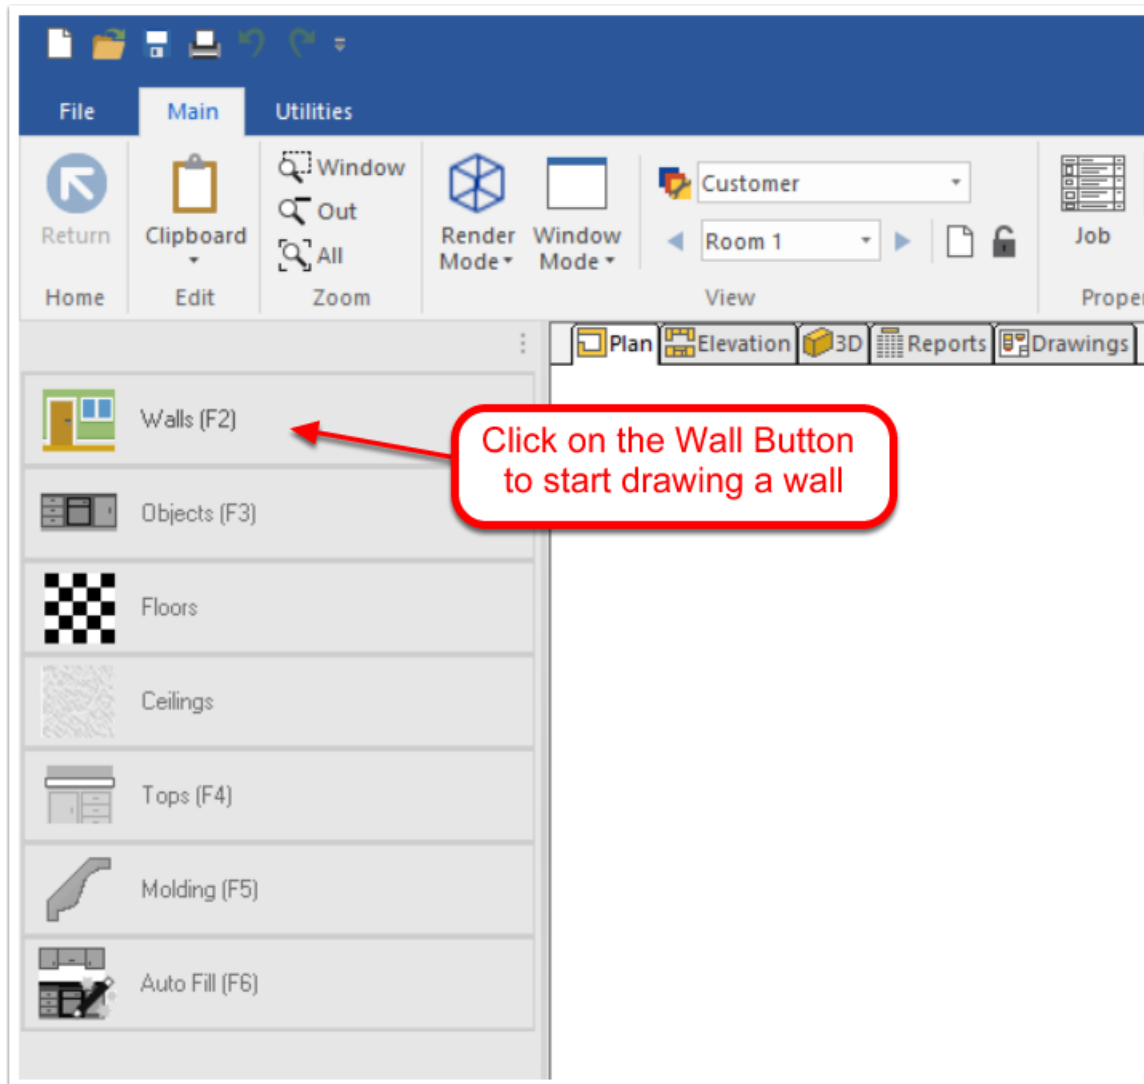 File Main Utilities
Window
Out
All
Return
Clipboard
Render
Mode
Window
Mode
Customer
Room 1
Job
Home Edit Zoom View Proper
Plan Elevation 3D Reports Drawings
Walls (F2)
Click on the Wall Button
to start drawing a wall
Objects (F3)
Floors
Ceilings
Tops (F4)
Molding (F5)
Auto Fill (F6)